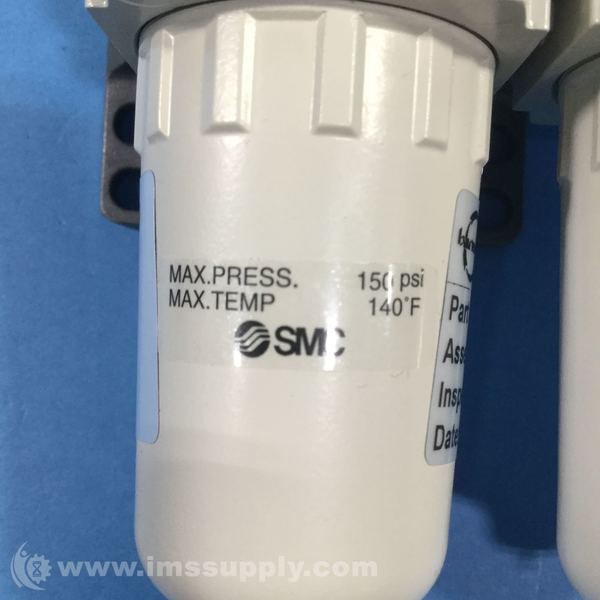 MAX.PRESS. 150 psi
MAX.TEMP 140°F
SMC
www.imssupply.com